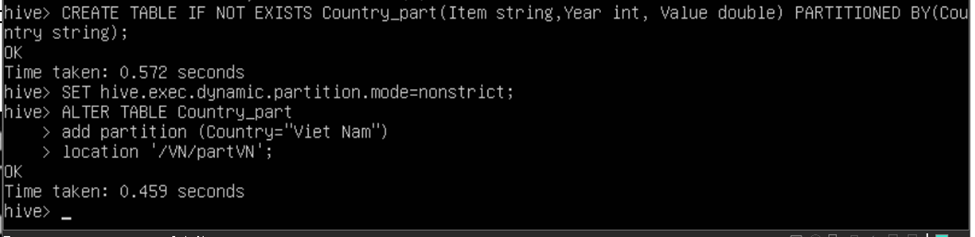 hive> CREATE TABLE IF NOT EXISTS Country_part(Item string,Year int, Value double) PARTITIONED BY(Cou
ntry string);
OK
Time taken: 0.572 seconds
hive> SET hive.exec.dynamic.partition.mode=nonstrict;
hive> ALTER TABLE Country_part
    > add partition (Country="Viet Nam")
    > location '/VN/partVN';
OK
Time taken: 0.459 seconds
hive> _